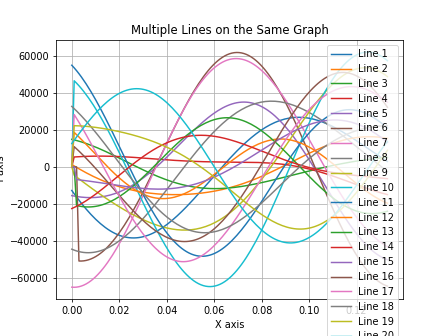 Multiple Lines on the Same Graph
60000
40000
20000
0
−20000
−40000
−60000
0.00 0.02 0.04 0.06 0.08 0.10
X axis
Line 1
Line 2
Line 3
Line 4
Line 5
Line 6
Line 7
Line 8
Line 9
Line 10
Line 11
Line 12
Line 13
Line 14
Line 15
Line 16
Line 17
Line 18
Line 19
Line 20